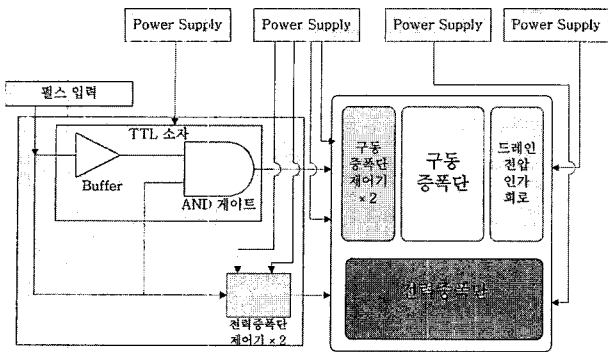 Power Supply
Power Supply
Power Supply
Power Supply
펄스 입력
TTL 소자
Buffer
AND 게이트
구동
증폭단
제어기
× 2
구동
증폭단
드레인
전압
인가
회로
전력증폭단
전력증폭단
제어기 × 2